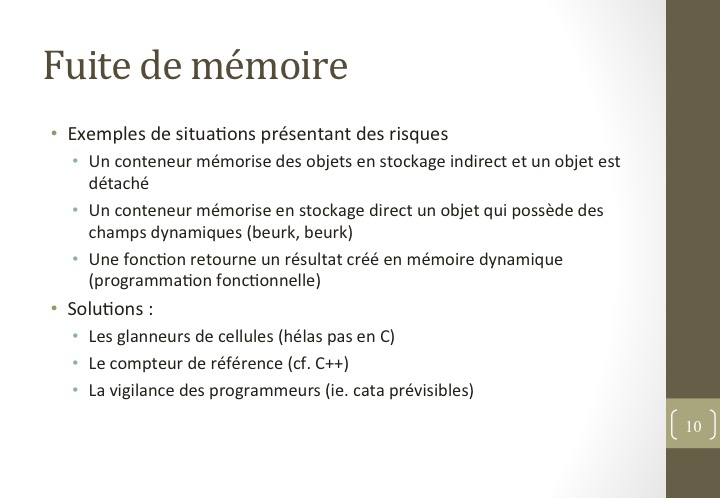 Fuite de mémoire
• Exemples de situations présentant des risques
• Un conteneur mémorise des objets en stockage indirect et un objet est
détaché
• Un conteneur mémorise en stockage direct un objet qui possède des
champs dynamiques (beurk, beurk)
• Une fonction retourne un résultat créé en mémoire dynamique
(programmation fonctionnelle)
• Solutions :
• Les glanneurs de cellules (hélas pas en C)
• Le compteur de référence (cf. C++)
• La vigilance des programmeurs (ie. cata prévisibles)
10